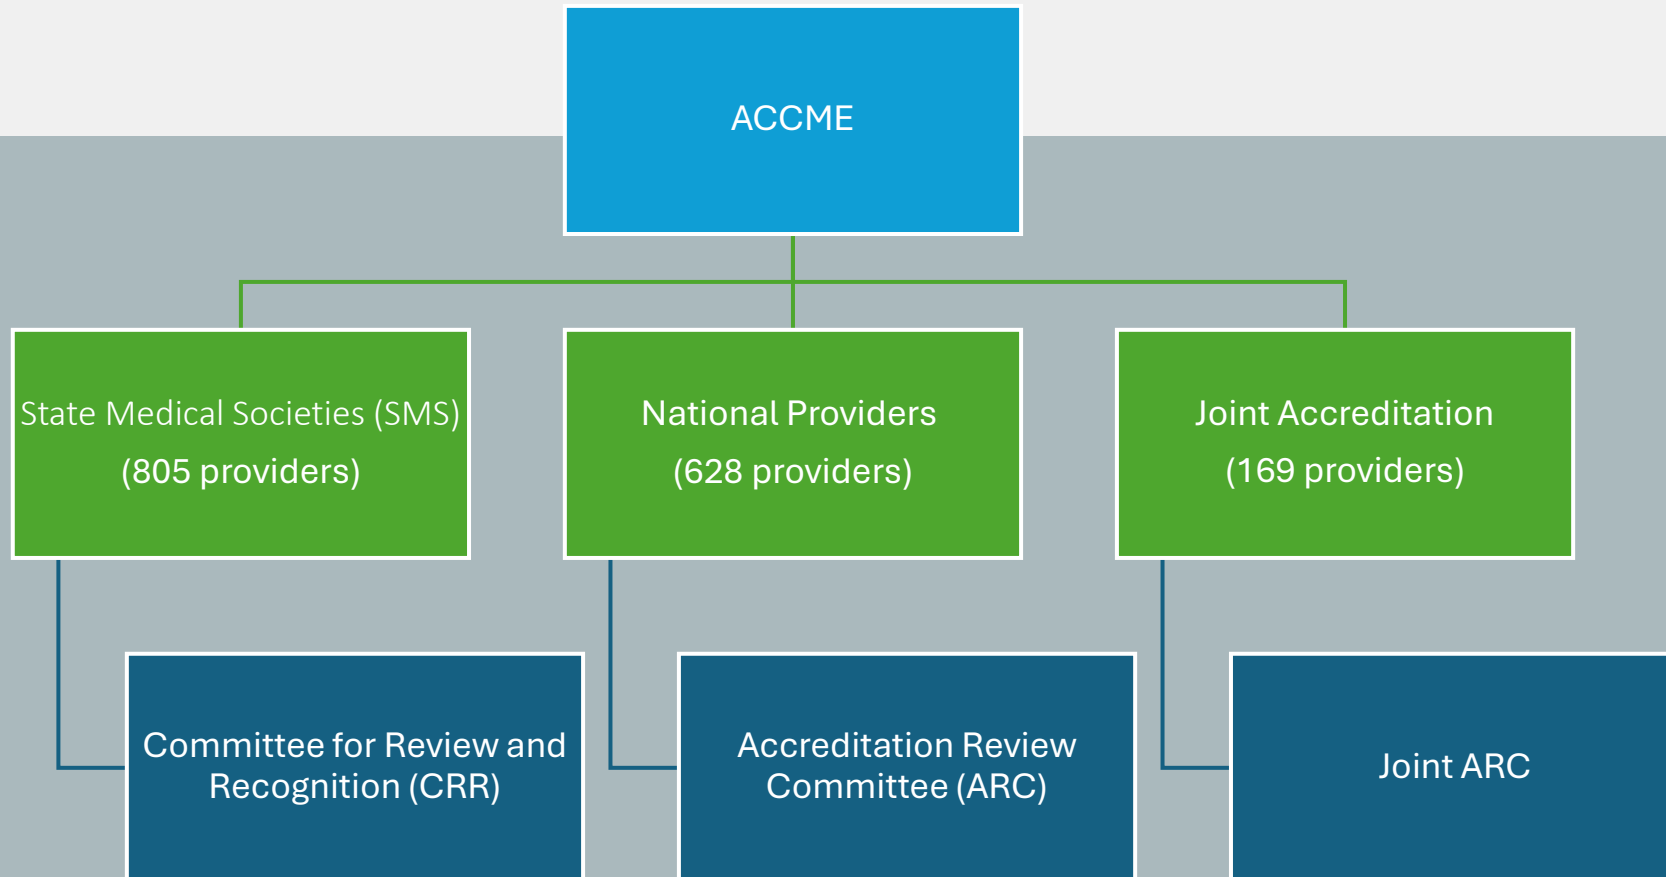 ACCME
State Medical Societies (SMS)
(805 providers)
National Providers
(628 providers)
Joint Accreditation
(169 providers)
Committee for Review and
Recognition (CRR)
Accreditation Review
Committee (ARC)
Joint ARC